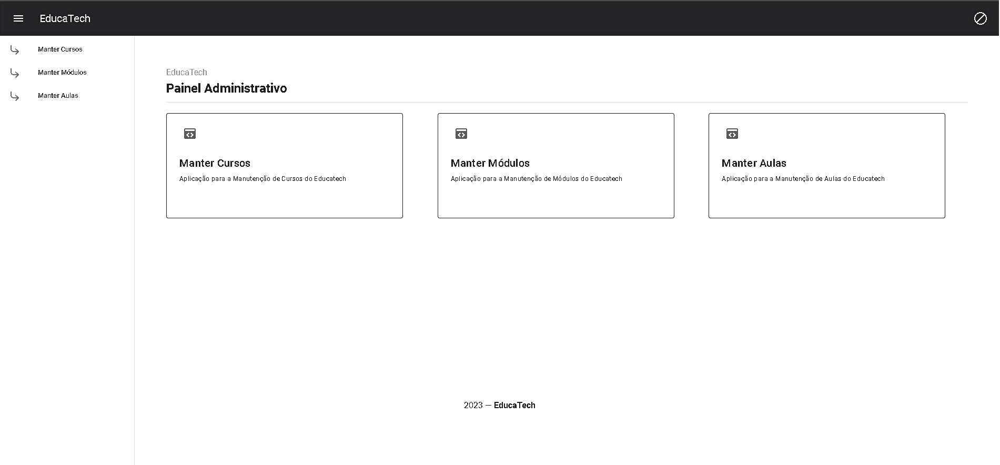 EducaTech
Manter Cursos
Manter Módulos
Manter Aulas
EducaTech
Painel Administrativo
Manter Cursos
Aplicação para a Manutenção de Cursos do Educatech
Manter Módulos
Aplicação para a Manutenção de Módulos do Educatech
Manter Aulas
Aplicação para a Manutenção de Aulas do Educatech
2023 — EducaTech